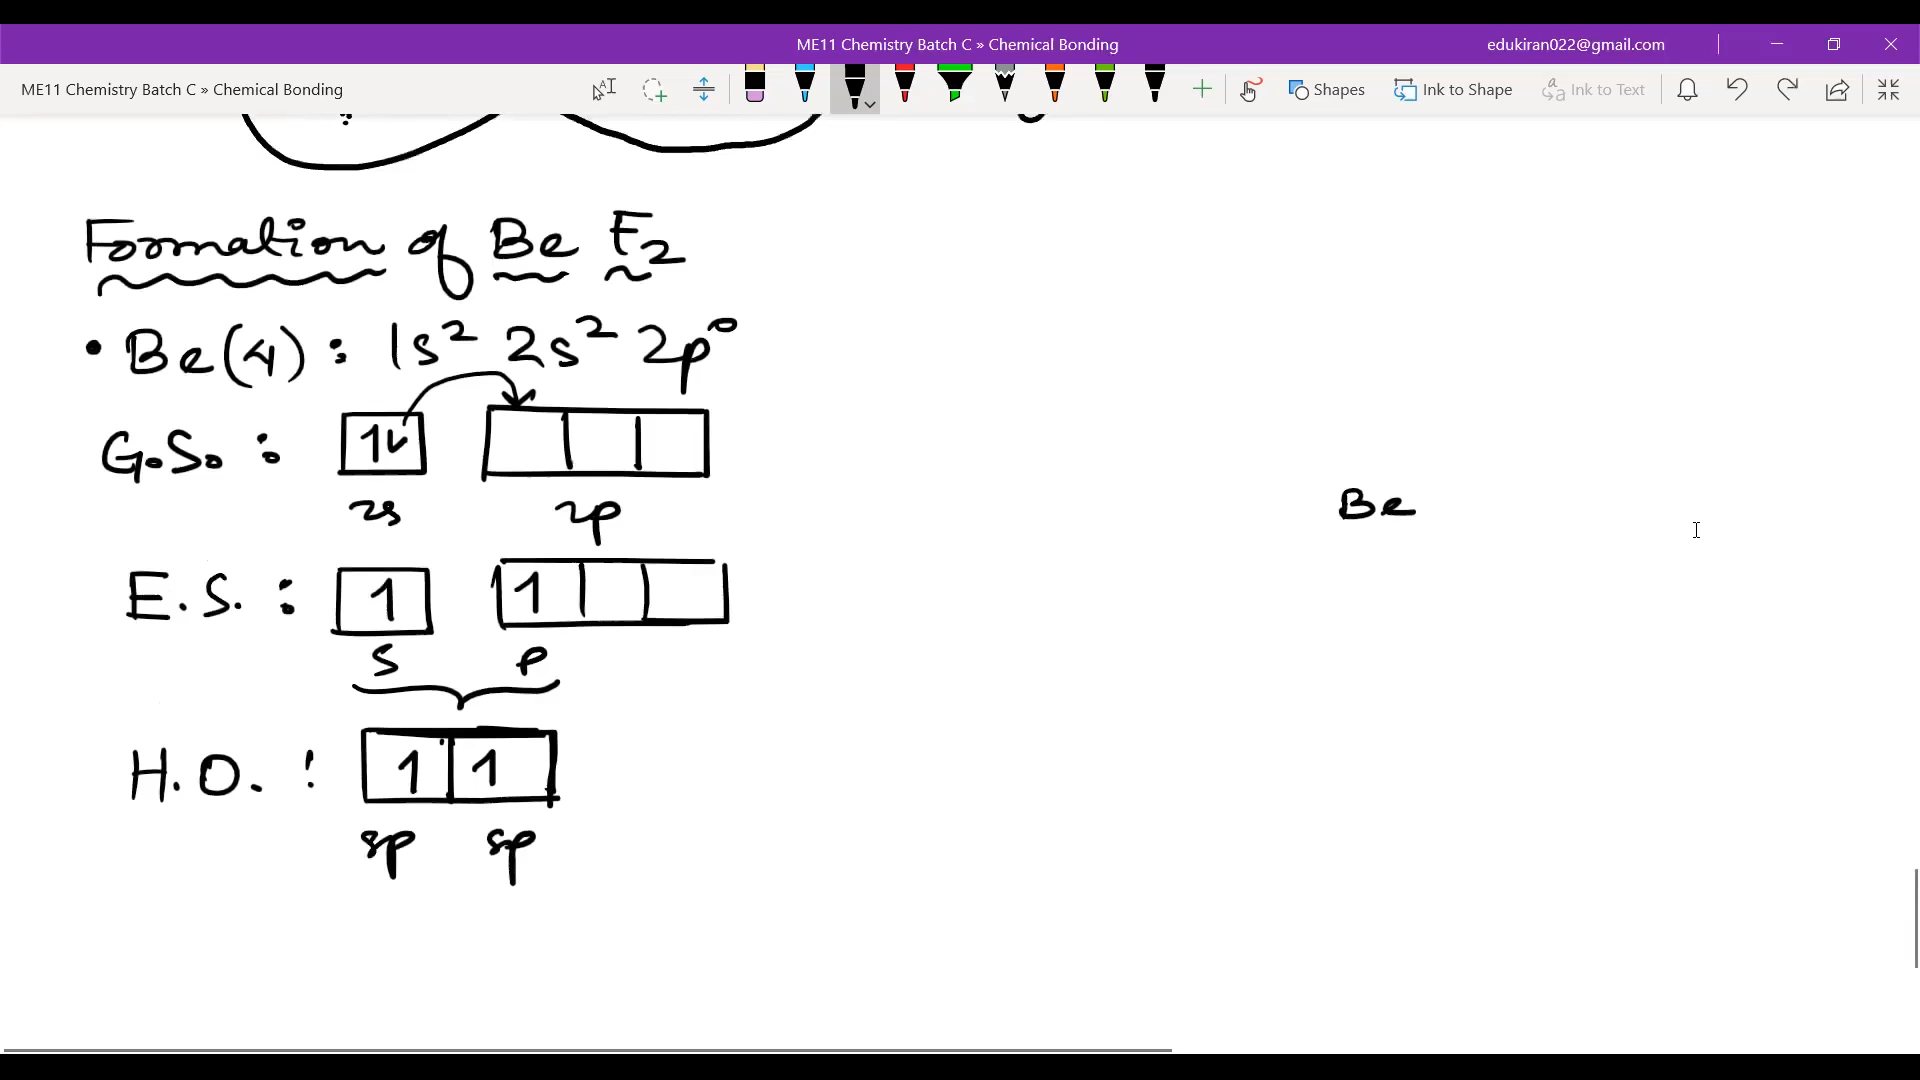 ME11 Chemistry Batch C » Chemical Bonding
edukiran022@gmail.com
ME11 Chemistry Batch C » Chemical Bonding
Shapes
Ink to Shape
Ink to Text
Formation of Be F₂
• Be(4) : 1s² 2s² 2p⁰
G.S. : 1↓
2s 2p
Be
E.S. : 1 1
s p
H.O. : 1 1
sp sp